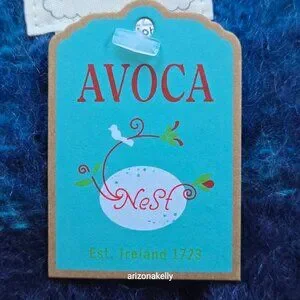 AVOCA
Nest
Est. Ireland 1723
arizonakelly